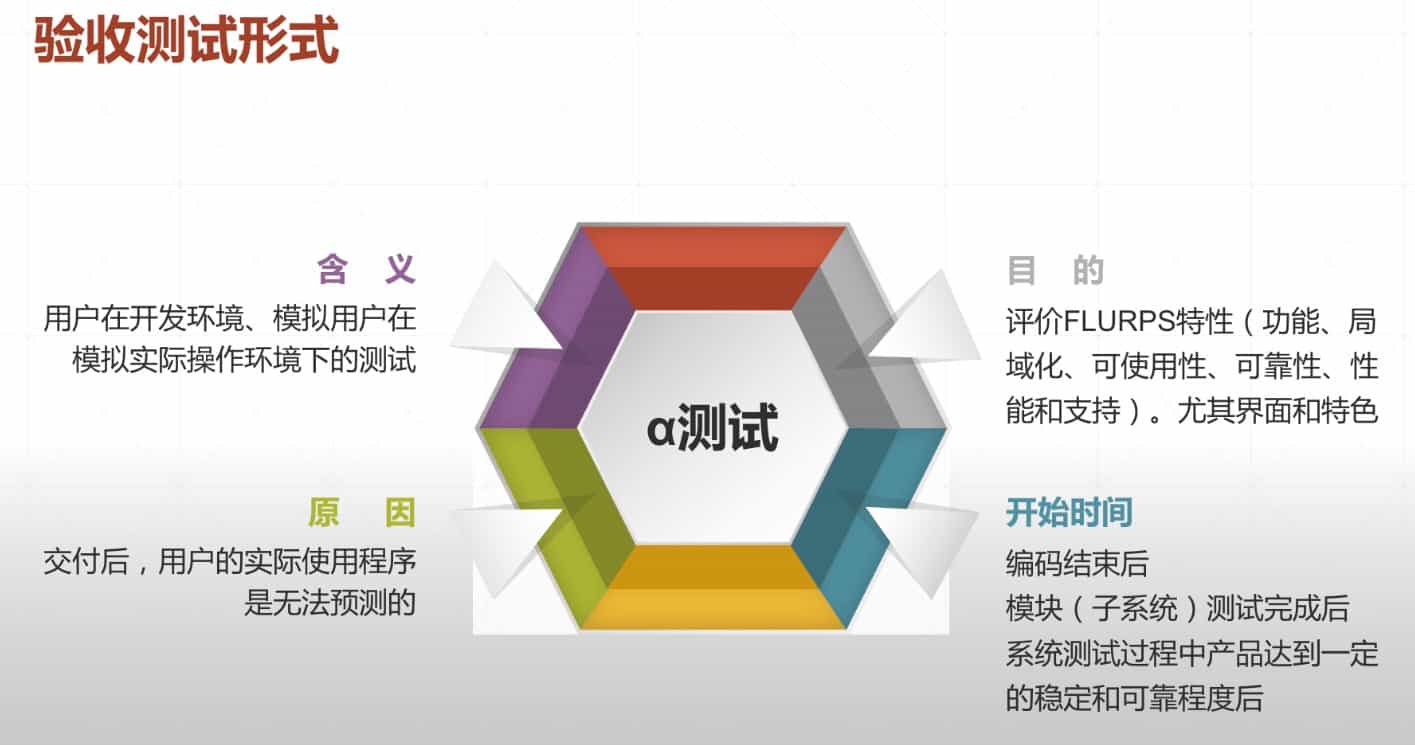 验收测试形式
含 义
用户在开发环境、模拟用户在
模拟实际操作环境下的测试
目 的
评价FLURPS特性（功能、局
域化、可使用性、可靠性、性
能和支持）。尤其界面和特色
α测试
原 因
交付后，用户的实际使用程序
是无法预测的
开始时间
编码结束后
模块（子系统）测试完成后
系统测试过程中产品达到一定
的稳定和可靠程度后